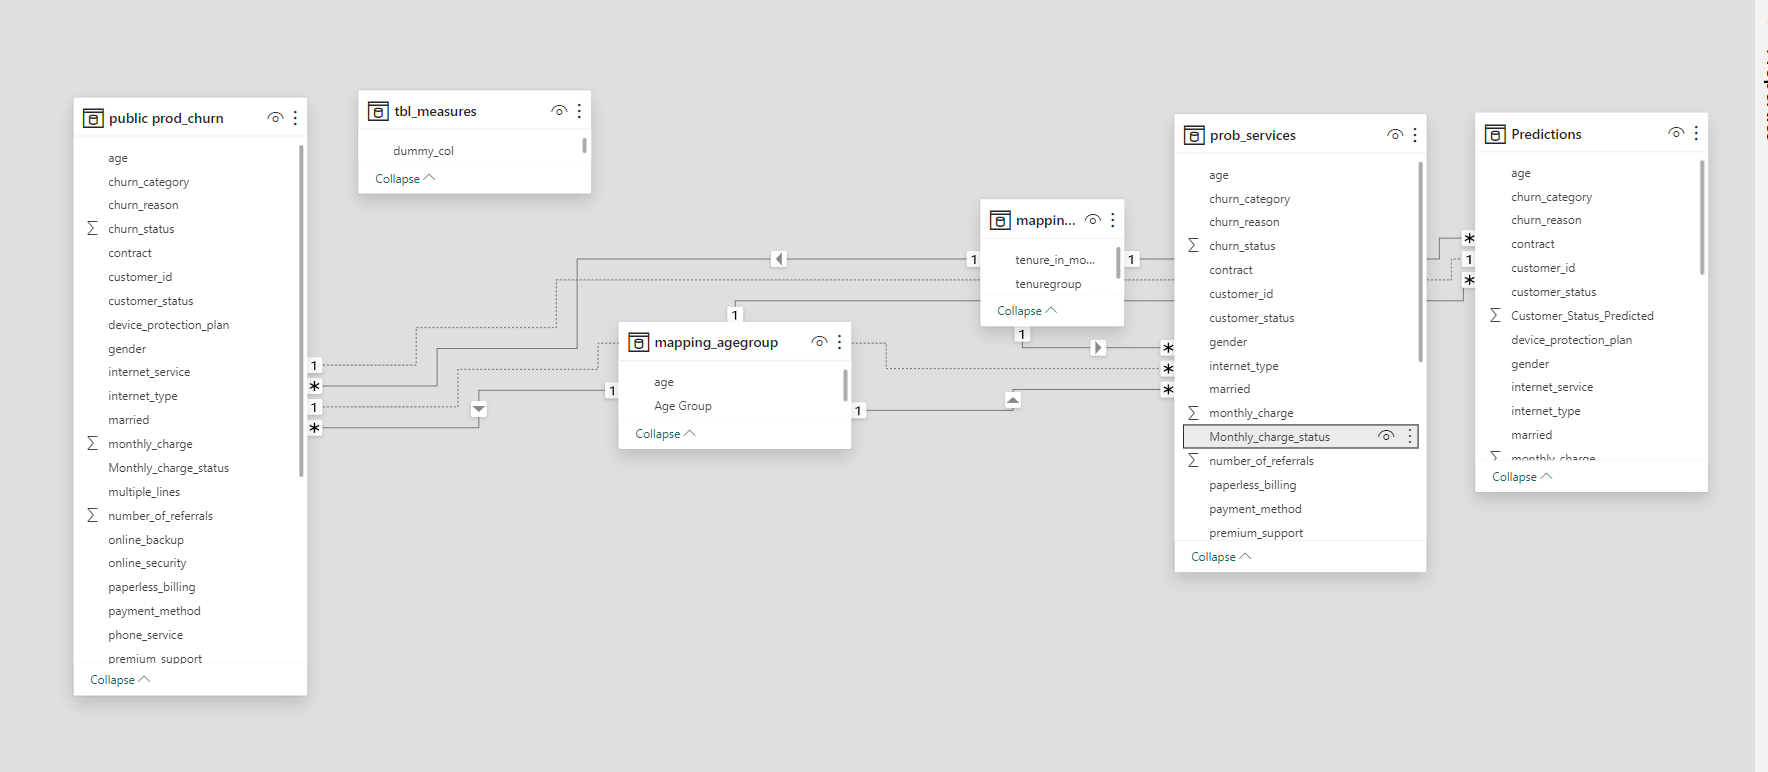 public prod_churn
age
churn_category
churn_reason
churn_status
contract
customer_id
customer_status
device_protection_plan
gender
internet_service
internet_type
married
monthly_charge
Monthly_charge_status
multiple_lines
number_of_referrals
online_backup
online_security
paperless_billing
payment_method
phone_service
premium_support
Collapse
1
*
1
*
tbl_measures
dummy_col
Collapse
mapping_agegroup
age
Age Group
Collapse
1
1
1
mappin...
tenure_in_mo...
tenuregroup
Collapse
1
1
1
prob_services
age
churn_category
churn_reason
churn_status
contract
customer_id
customer_status
gender
internet_type
married
monthly_charge
Monthly_charge_status
number_of_referrals
paperless_billing
payment_method
premium_support
Collapse
*
*
*
Predictions
age
churn_category
churn_reason
contract
customer_id
customer_status
Customer_Status_Predicted
device_protection_plan
gender
internet_service
internet_type
married
monthly_charge
Collapse
*
1
*